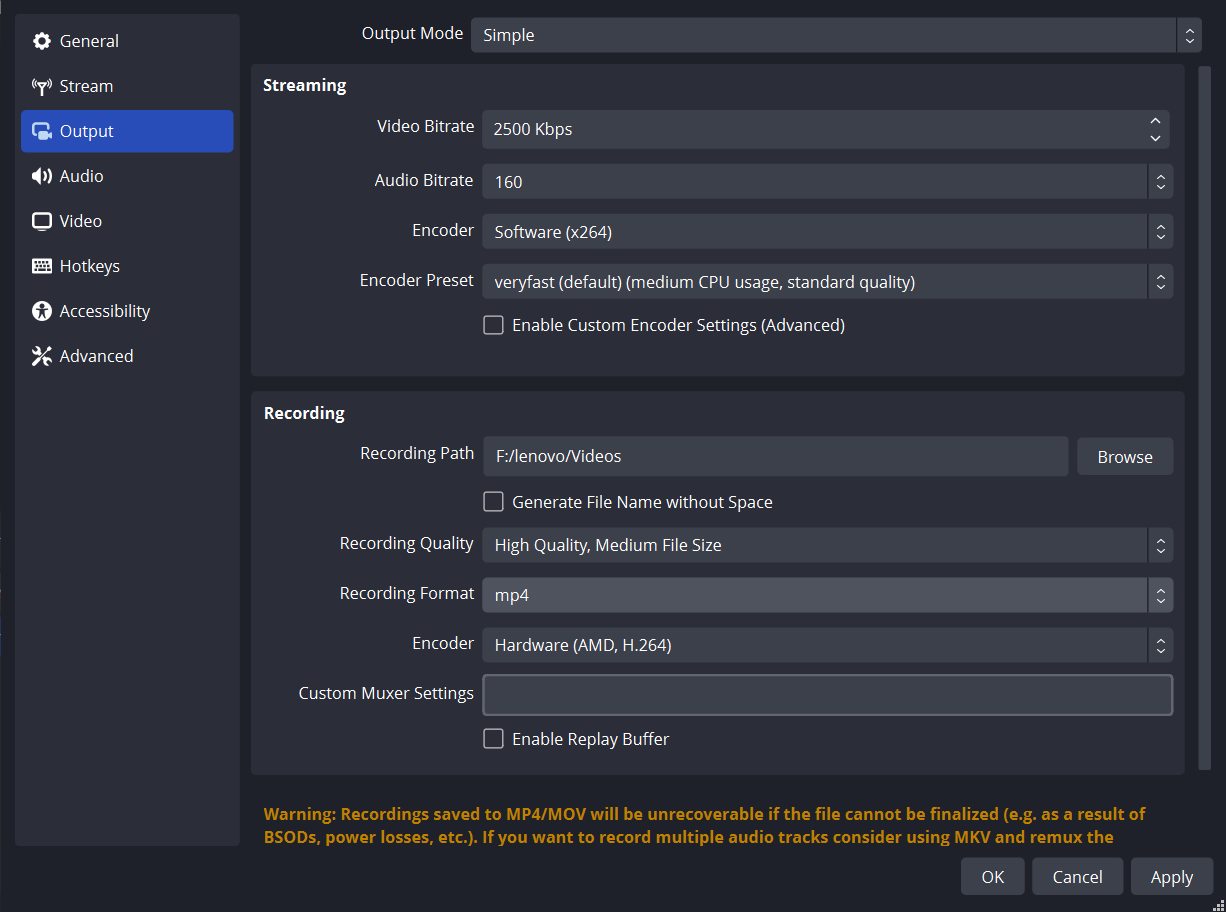 General
Stream
Output
Audio
Video
Hotkeys
Accessibility
Advanced
Output Mode Simple
Streaming
Video Bitrate 2500 Kbps
Audio Bitrate 160
Encoder Software (x264)
Encoder Preset veryfast (default) (medium CPU usage, standard quality)
Enable Custom Encoder Settings (Advanced)
Recording
Recording Path F:/lenovo/Videos Browse
Generate File Name without Space
Recording Quality High Quality, Medium File Size
Recording Format mp4
Encoder Hardware (AMD, H.264)
Custom Muxer Settings
Enable Replay Buffer
Warning: Recordings saved to MP4/MOV will be unrecoverable if the file cannot be finalized (e.g. as a result of
BSODs, power losses, etc.). If you want to record multiple audio tracks consider using MKV and remux the
OK Cancel Apply